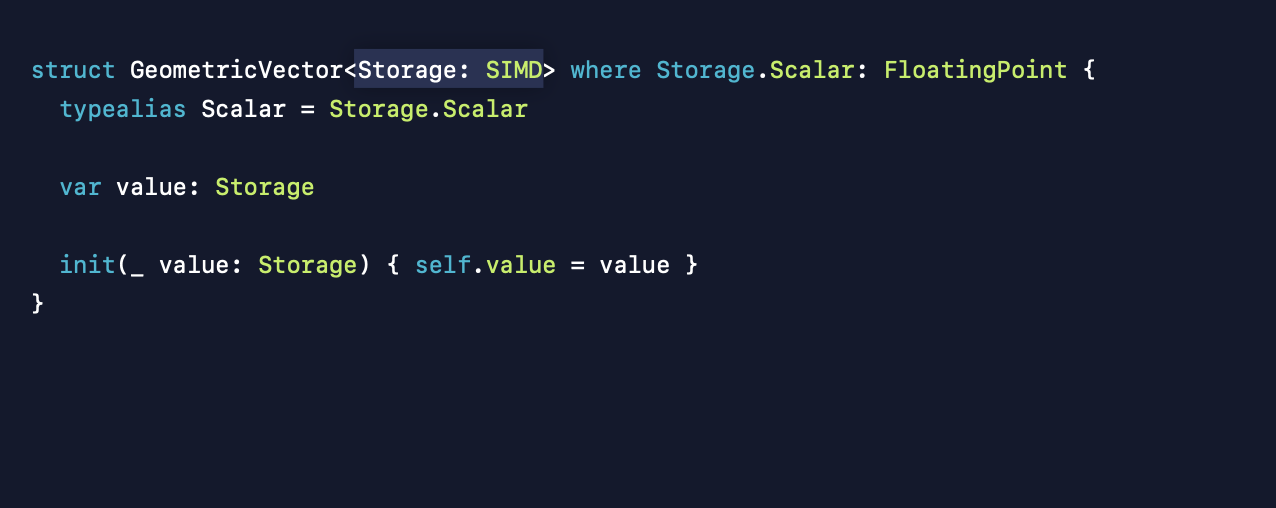 struct GeometricVector<Storage: SIMD> where Storage.Scalar: FloatingPoint {
  typealias Scalar = Storage.Scalar
  var value: Storage
  init(_ value: Storage) { self.value = value }
}